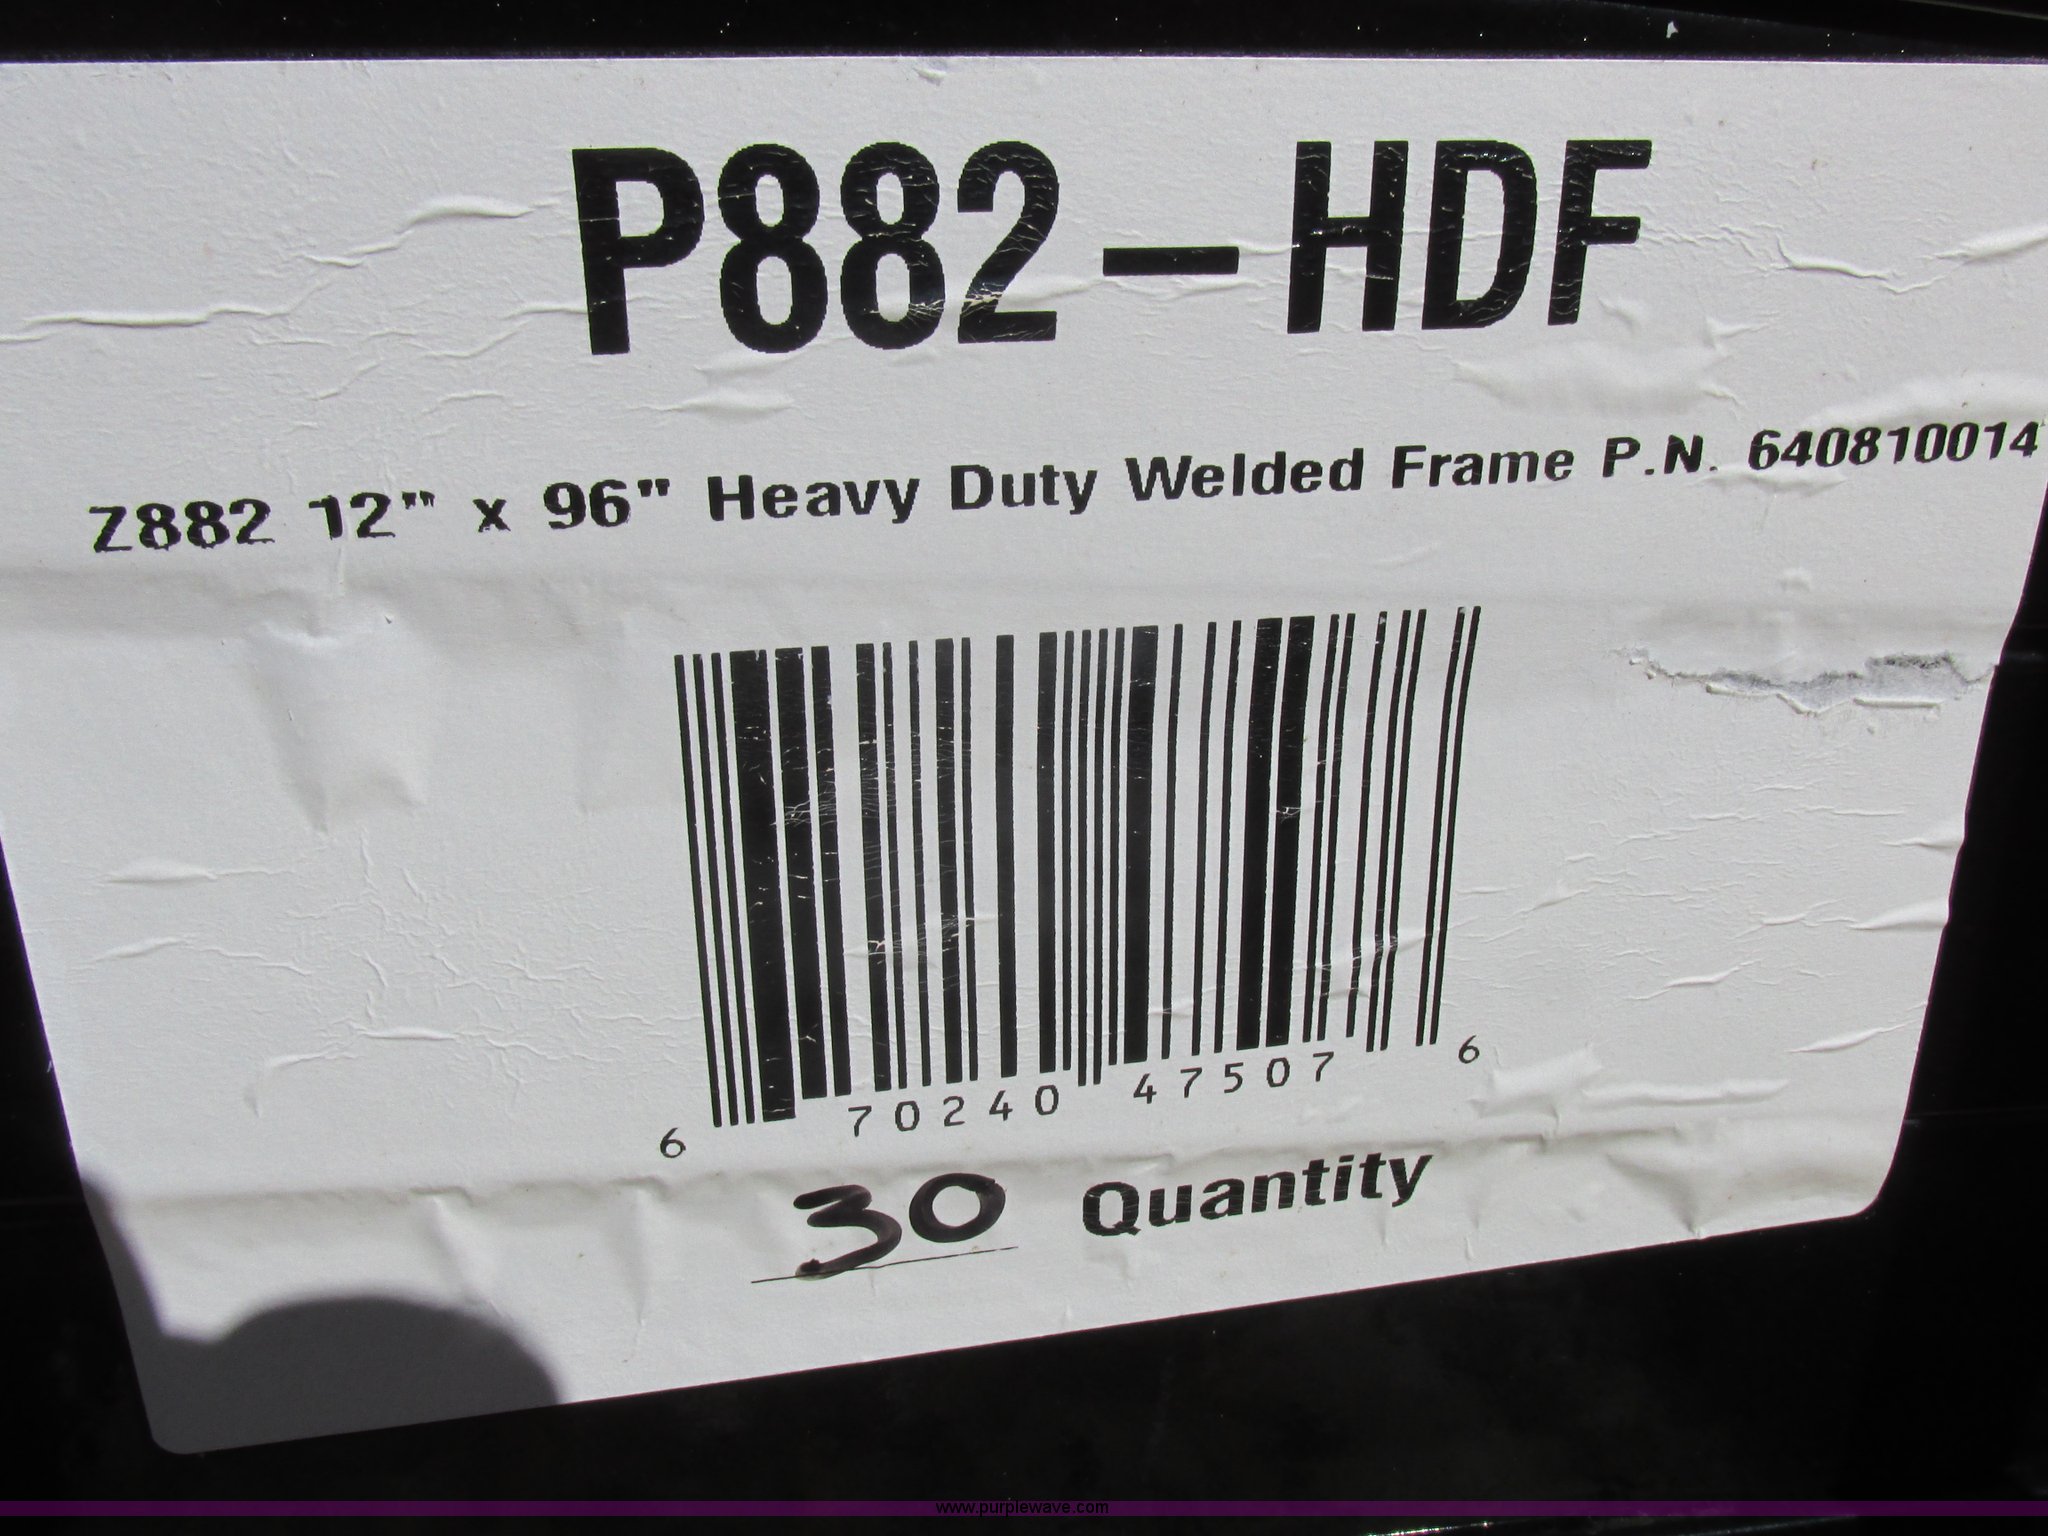 P882-HDF
Z882 12" x 96" Heavy Duty Welded Frame P.N. 640810014
6 70240 47507 6
30 Quantity
www.purplewave.com